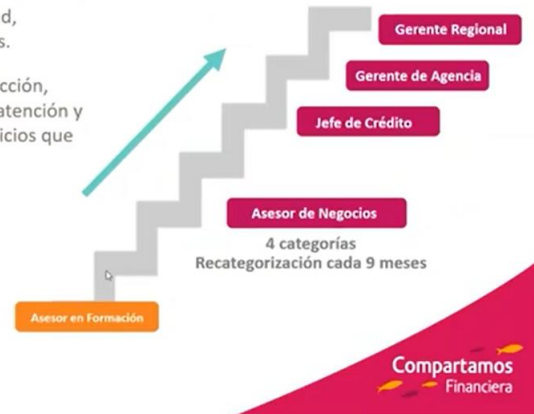 d,
s.
cción,
atención y
icios que
Gerente Regional
Gerente de Agencia
Jefe de Crédito
Asesor de Negocios
4 categorías
Recategorización cada 9 meses
Asesor en Formación
Compartamos
Financiera